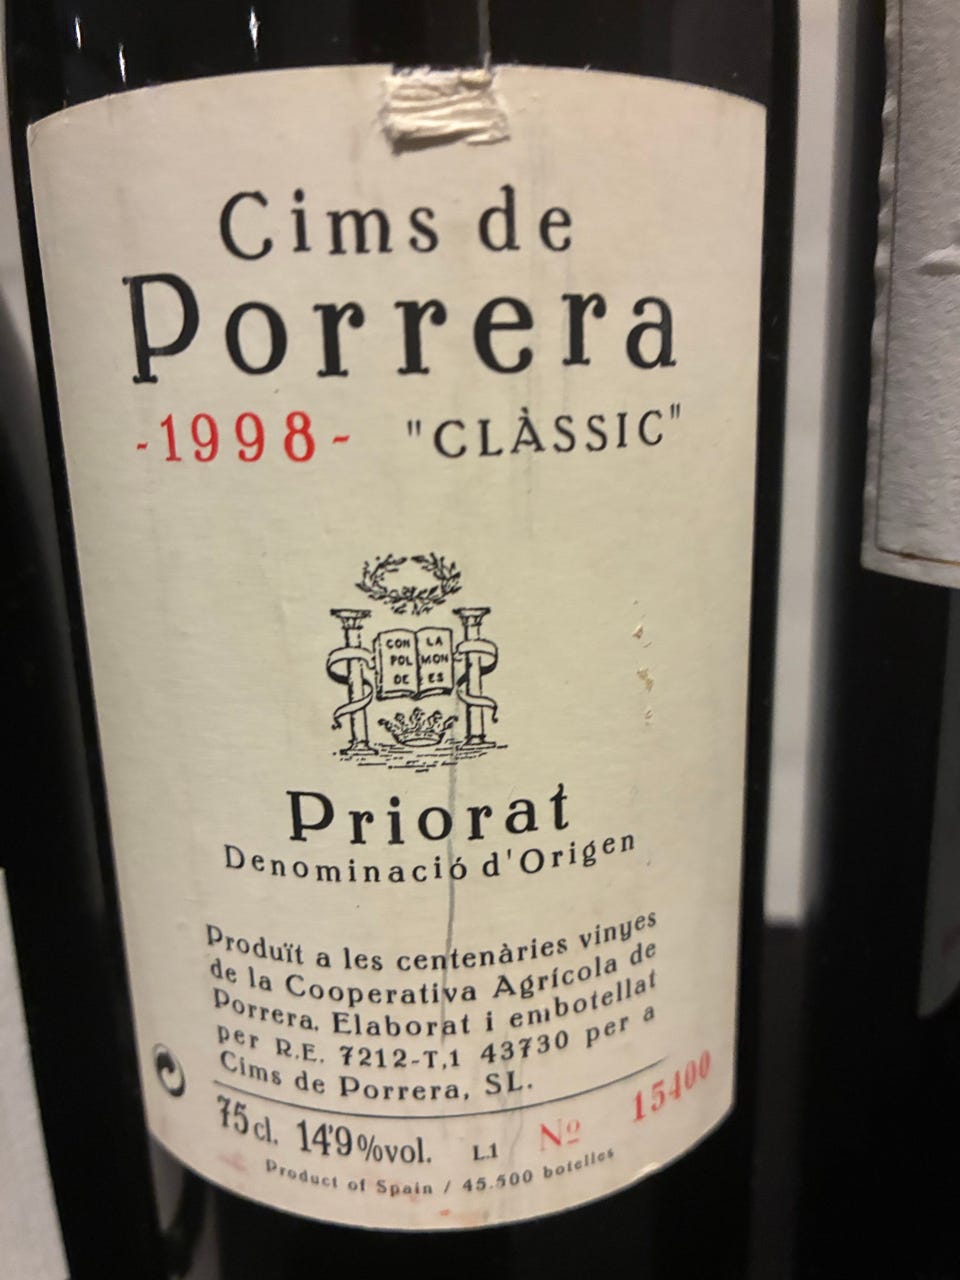 Cims de
Porrera
-1998- "CLÀSSIC"
CON LA
POL MON
DE ES
Priorat
Denominació d'Origen
Produït a les centenàries vinyes
de la Cooperativa Agrícola de
Porrera. Elaborat i embotellat
per R.E. 7212-T,1 43730 per a
Cims de Porrera, SL.
75cl. 14'9%vol. L.1 Nº 15400
Product of Spain / 45.500 botelles